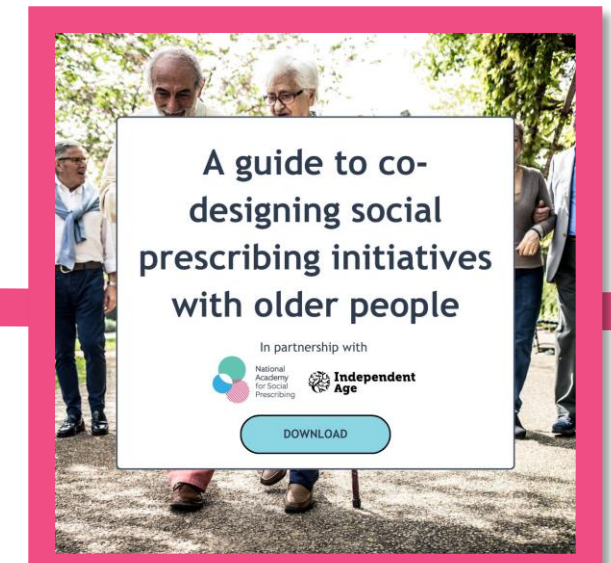 A guide to co-
designing social
prescribing initiatives
with older people
In partnership with
National
Academy
for Social
Prescribing
Independent
Age
DOWNLOAD